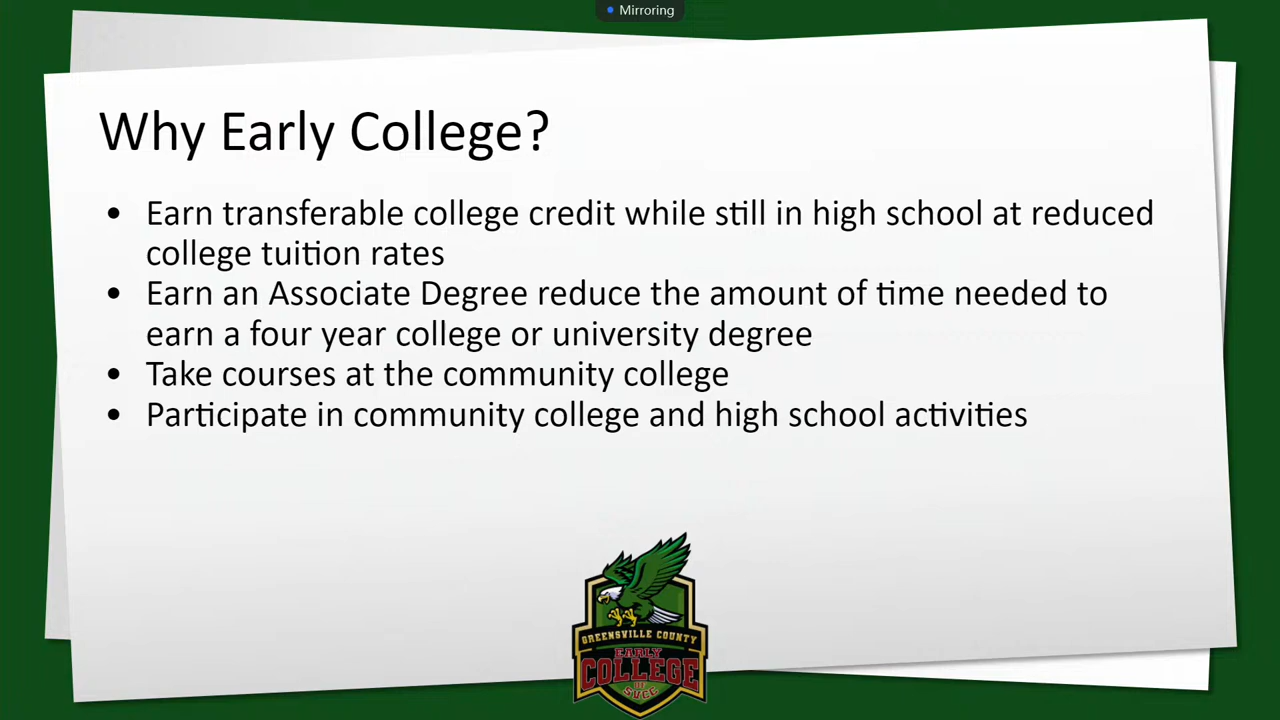 Mirroring
Why Early College?
• Earn transferable college credit while still in high school at reduced
college tuition rates
• Earn an Associate Degree reduce the amount of time needed to
earn a four year college or university degree
• Take courses at the community college
• Participate in community college and high school activities
GREENSVILLE COUNTY
EARLY
COLLEGE
OF
SVCC